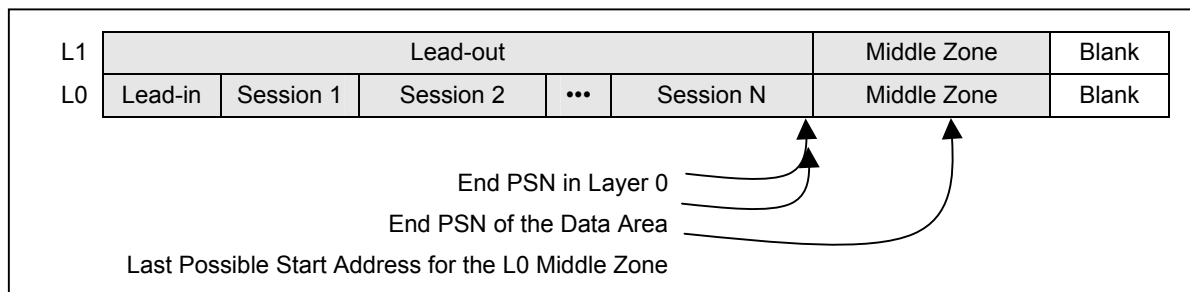 L1 Lead-out Middle Zone Blank
L0 Lead-in Session 1 Session 2 ••• Session N Middle Zone Blank
End PSN in Layer 0
End PSN of the Data Area
Last Possible Start Address for the L0 Middle Zone